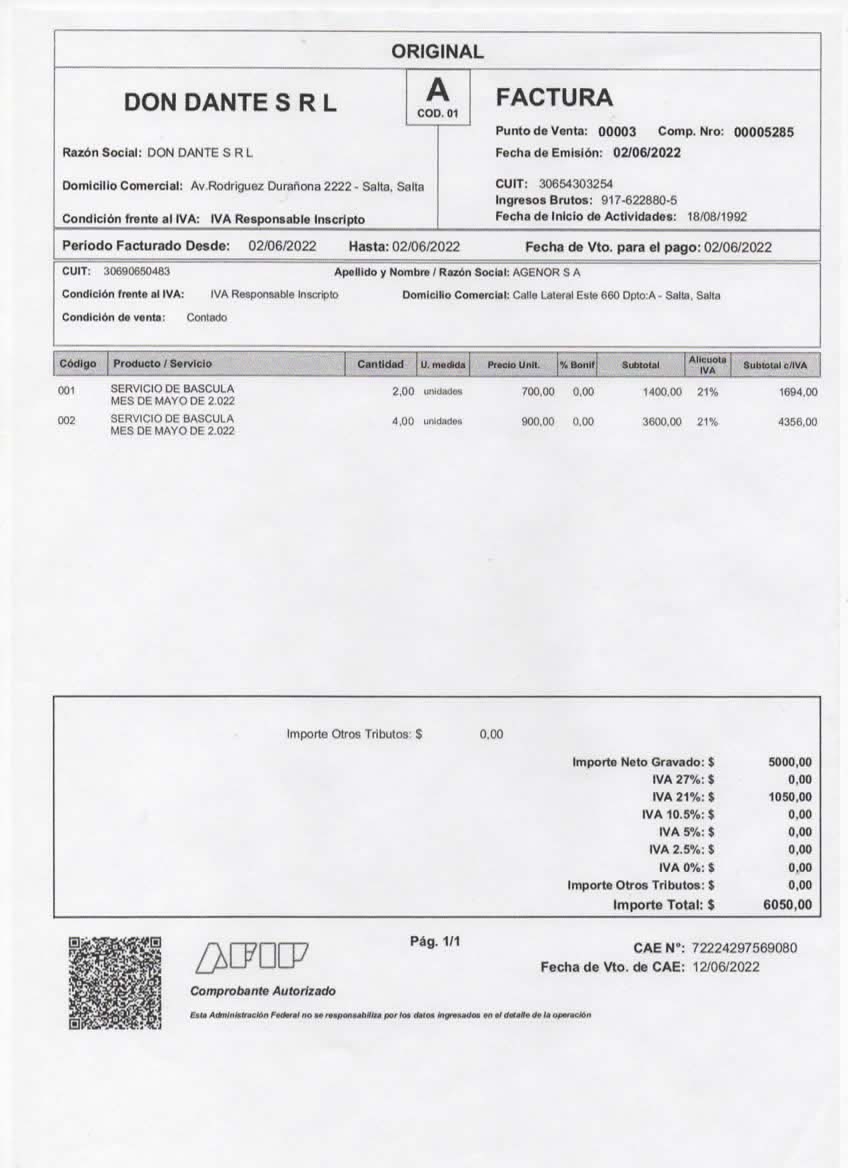 ORIGINAL
DON DANTE S R L
A
COD. 01
FACTURA
Punto de Venta: 00003 Comp. Nro: 00005285
Razón Social: DON DANTE S R L
Fecha de Emisión: 02/06/2022
Domicilio Comercial: Av.Rodriguez Durañona 2222 - Salta, Salta
CUIT: 30654303254
Ingresos Brutos: 917-622880-5
Condición frente al IVA: IVA Responsable Inscripto
Fecha de Inicio de Actividades: 18/08/1992
Periodo Facturado Desde: 02/06/2022 Hasta: 02/06/2022 Fecha de Vto. para el pago: 02/06/2022
CUIT: 30690650483 Apellido y Nombre / Razón Social: AGENOR S A
Condición frente al IVA: IVA Responsable Inscripto Domicilio Comercial: Calle Lateral Este 660 Dpto:A - Salta, Salta
Condición de venta: Contado
Código Producto / Servicio Cantidad U. medida Precio Unit. % Bonif Subtotal Alicuota IVA Subtotal c/IVA
001 SERVICIO DE BASCULA 2,00 unidades 700,00 0,00 1400,00 21% 1694,00
MES DE MAYO DE 2.022
002 SERVICIO DE BASCULA 4,00 unidades 900,00 0,00 3600,00 21% 4356,00
MES DE MAYO DE 2.022
Importe Otros Tributos: $ 0,00
Importe Neto Gravado: $ 5000,00
IVA 27%: $ 0,00
IVA 21%: $ 1050,00
IVA 10.5%: $ 0,00
IVA 5%: $ 0,00
IVA 2.5%: $ 0,00
IVA 0%: $ 0,00
Importe Otros Tributos: $ 0,00
Importe Total: $ 6050,00
AFIP
Pág. 1/1
CAE N°: 72224297569080
Fecha de Vto. de CAE: 12/06/2022
Comprobante Autorizado
Esta Administración Federal no se responsabiliza por los datos ingresados en el detalle de la operación